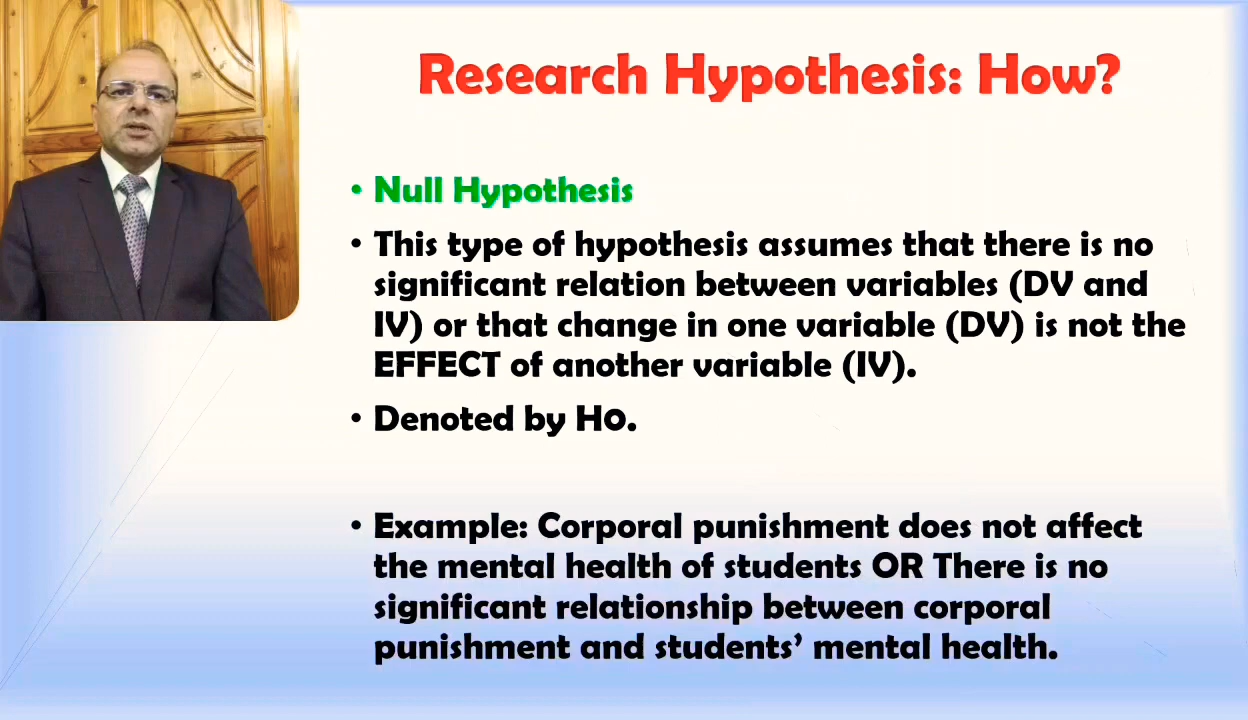 Research Hypothesis: How?
• Null Hypothesis
• This type of hypothesis assumes that there is no
significant relation between variables (DV and
IV) or that change in one variable (DV) is not the
EFFECT of another variable (IV).
• Denoted by H0.
• Example: Corporal punishment does not affect
the mental health of students OR There is no
significant relationship between corporal
punishment and students’ mental health.